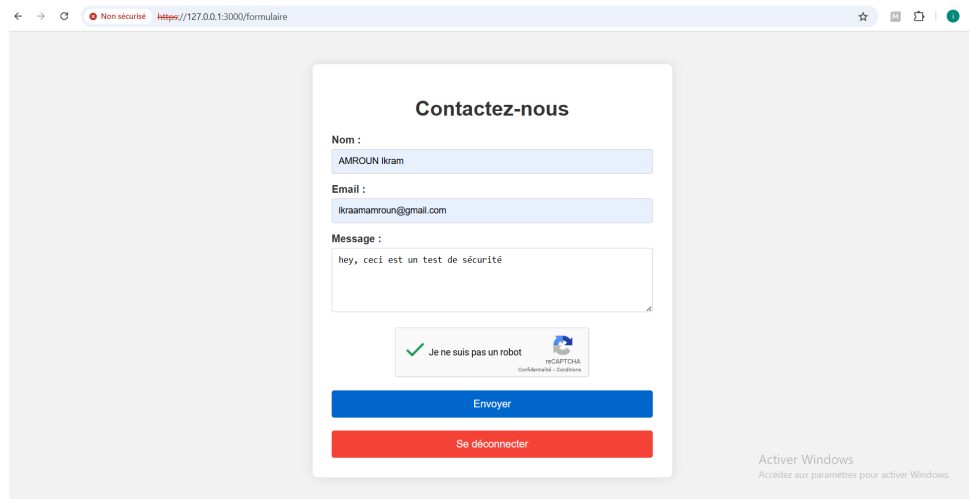 Non sécurisé https://127.0.0.1:3000/formulaire
M
i
Contactez-nous
Nom :
AMROUN Ikram
Email :
ikraamamroun@gmail.com
Message :
hey, ceci est un test de sécurité
Je ne suis pas un robot
reCAPTCHA
Confidentialité - Conditions
Envoyer
Se déconnecter
Activer Windows
Accédez aux paramètres pour activer Windows.